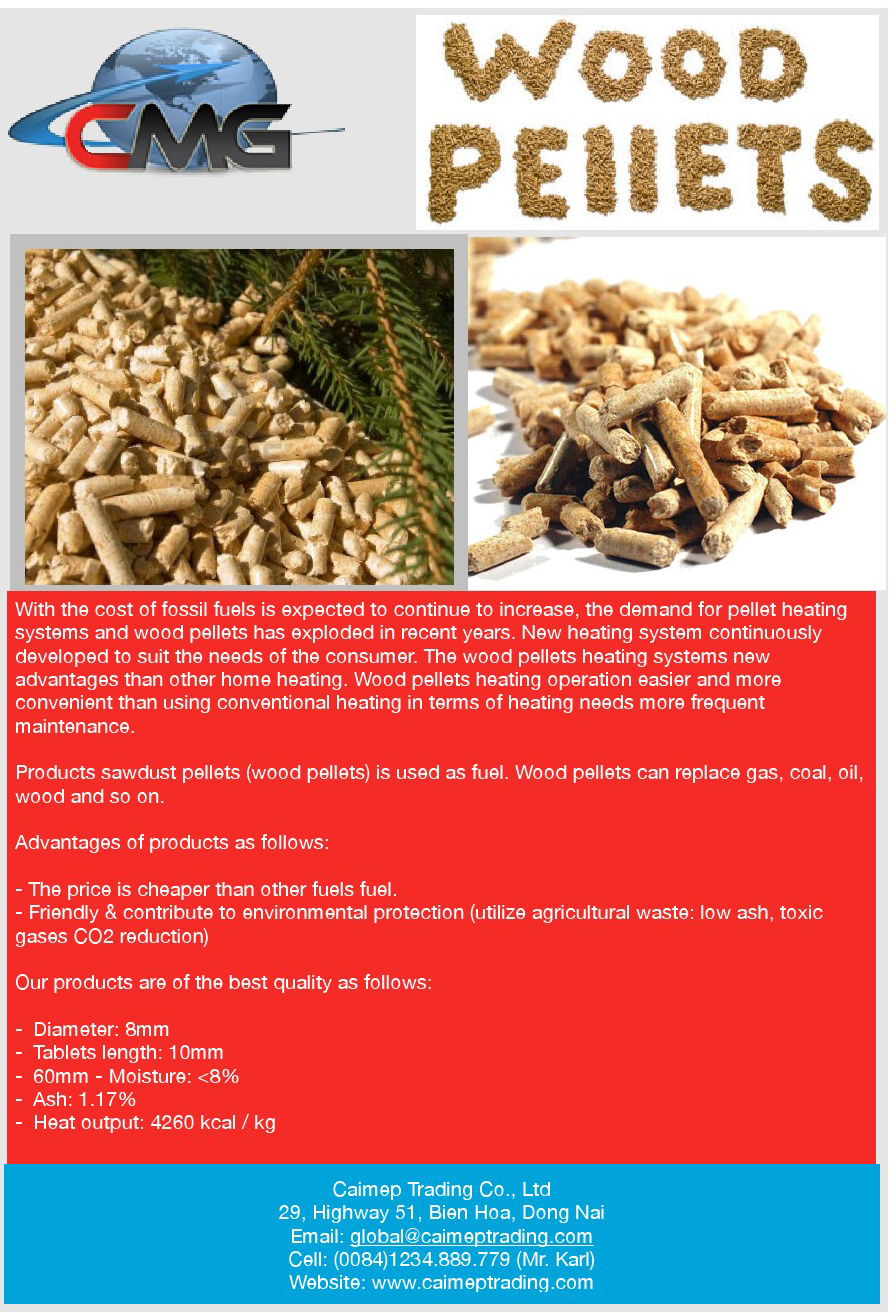 CMG
WOOD
PEllETS
With the cost of fossil fuels is expected to continue to increase, the demand for pellet heating
systems and wood pellets has exploded in recent years. New heating system continuously
developed to suit the needs of the consumer. The wood pellets heating systems new
advantages than other home heating. Wood pellets heating operation easier and more
convenient than using conventional heating in terms of heating needs more frequent
maintenance.
Products sawdust pellets (wood pellets) is used as fuel. Wood pellets can replace gas, coal, oil,
wood and so on.
Advantages of products as follows:
- The price is cheaper than other fuels fuel.
- Friendly & contribute to environmental protection (utilize agricultural waste: low ash, toxic
gases CO2 reduction)
Our products are of the best quality as follows:
- Diameter: 8mm
- Tablets length: 10mm
- 60mm - Moisture: <8%
- Ash: 1.17%
- Heat output: 4260 kcal / kg
Caimep Trading Co., Ltd
29, Highway 51, Bien Hoa, Dong Nai
Email: global@caimeptrading.com
Cell: (0084)1234.889.779 (Mr. Karl)
Website: www.caimeptrading.com